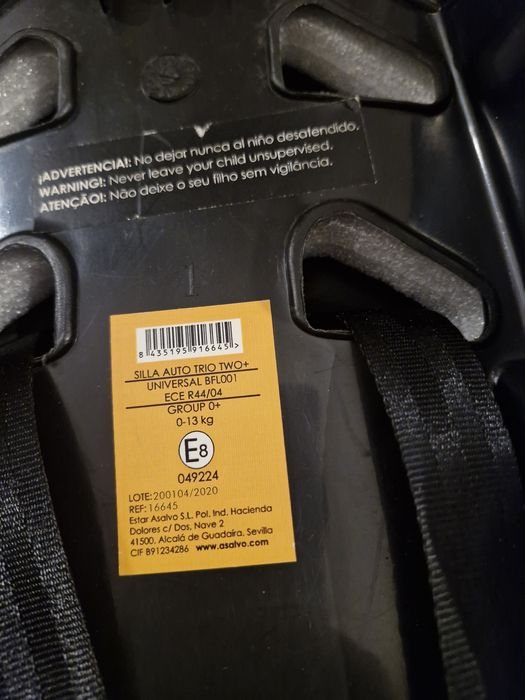 ¡ADVERTENCIA!: No dejar nunca al niño desatendido.
WARNING!: Never leave your child unsupervised.
ATENÇÃO!: Não deixe o seu filho sem vigilância.
1
8 435195 916645 >
SILLA AUTO TRIO TWO+
UNIVERSAL BFL001
ECE R44/04
GROUP 0+
0-13 kg
E8
049224
LOTE:200104/2020
REF: 16645
Estar Asalvo S.L. Pol. Ind. Hacienda
Dolores c/ Dos, Nave 2
41500, Alcaló de Guadaíra, Sevilla
CIF B91234286 www.asalvo.com